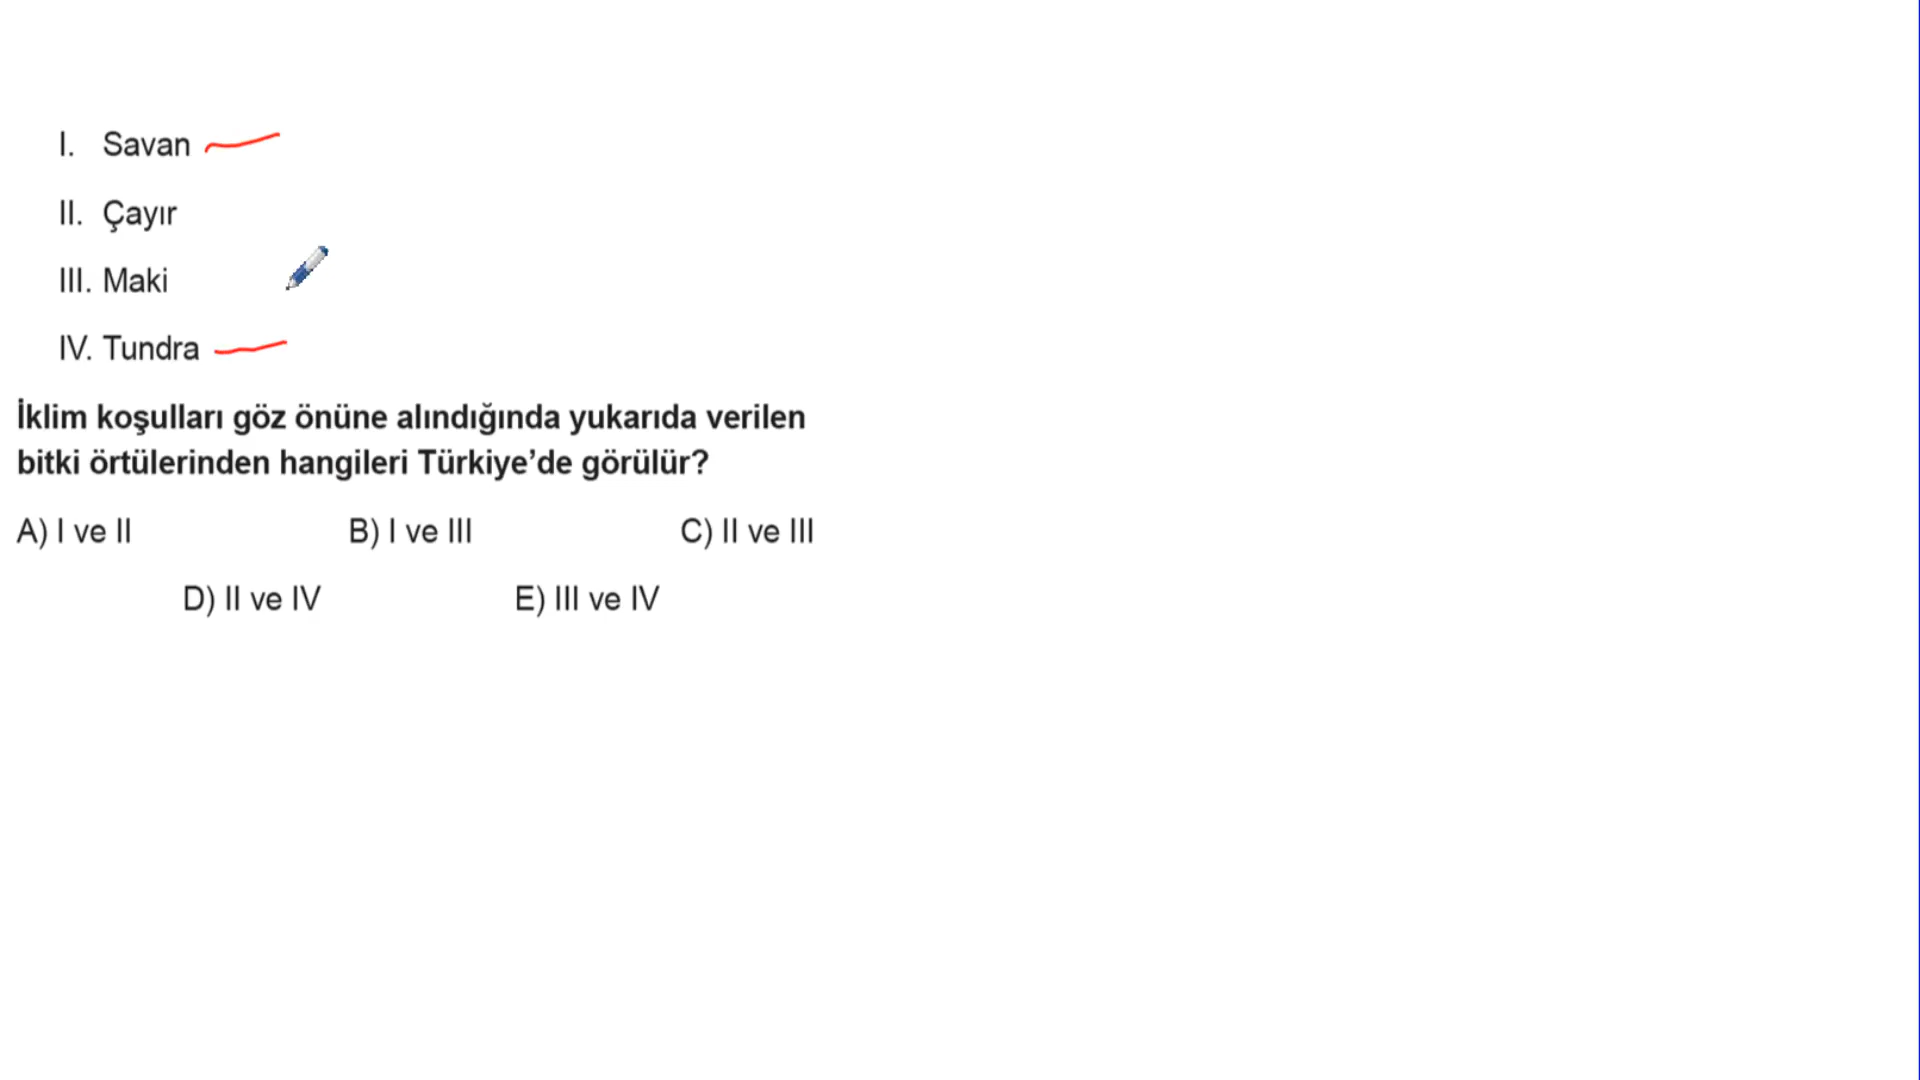 I. Savan
II. Çayır
III. Maki
IV. Tundra
İklim koşulları göz önüne alındığında yukarıda verilen
bitki örtülerinden hangileri Türkiye’de görülür?
A) I ve II B) I ve III C) II ve III
D) II ve IV E) III ve IV